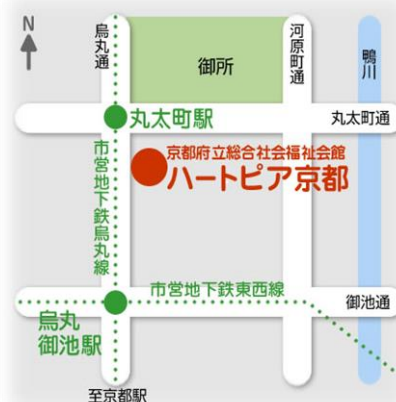 N
烏丸通
御所
河原町通
鴨川
丸太町駅
丸太町通
京都府立総合社会福祉会館
ハートピア京都
市営地下鉄烏丸線
市営地下鉄東西線
御池通
烏丸
御池駅
至京都駅